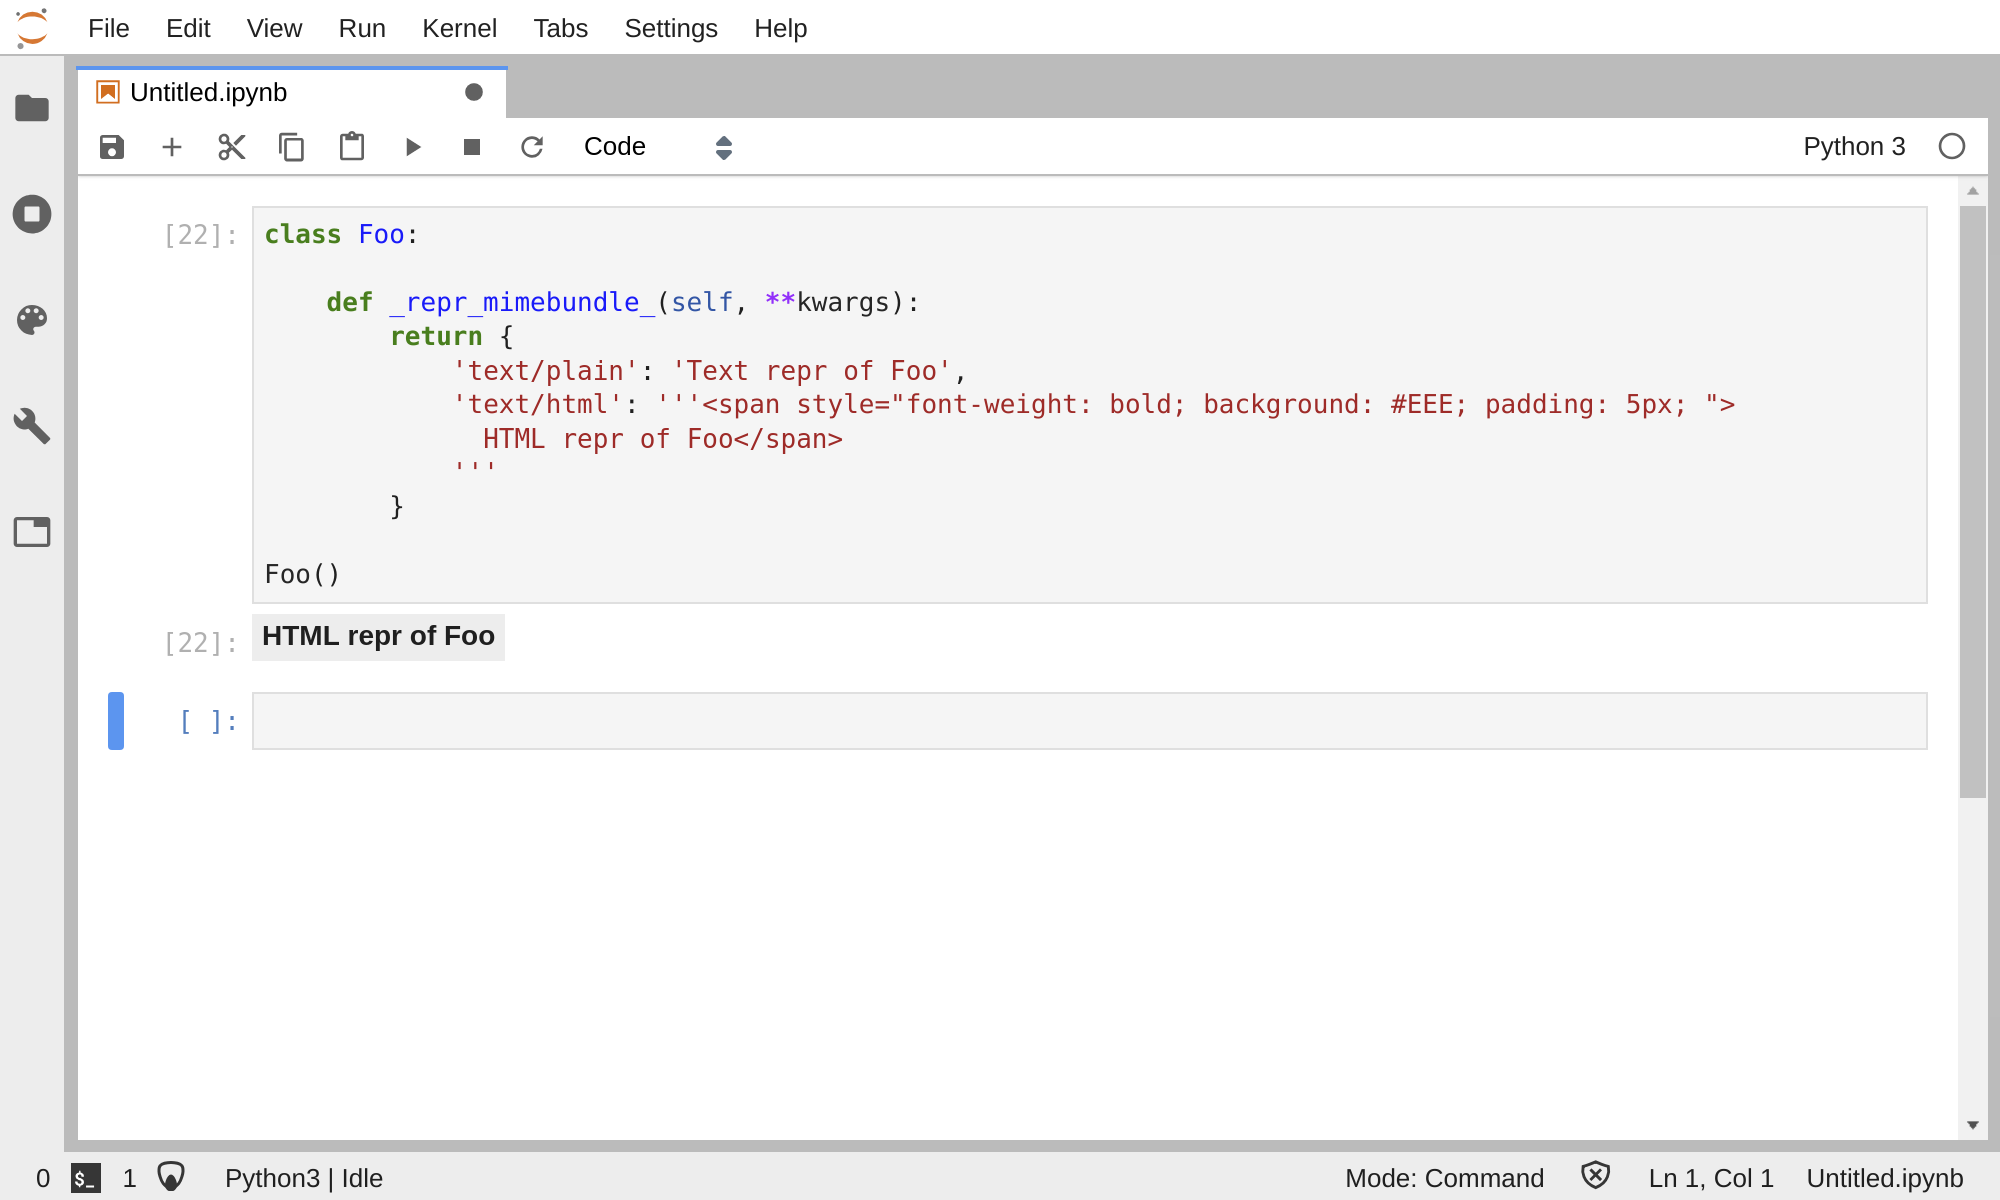 File Edit View Run Kernel Tabs Settings Help
Untitled.ipynb
Code Python 3
[22]: class Foo:
    def _repr_mimebundle_(self, **kwargs):
        return {
            'text/plain': 'Text repr of Foo',
            'text/html': '''<span style="font-weight: bold; background: #EEE; padding: 5px; ">
              HTML repr of Foo</span>
            '''
        }
Foo()
[22]: HTML repr of Foo
[ ]:
0 $_ 1 Python3 | Idle Mode: Command Ln 1, Col 1 Untitled.ipynb